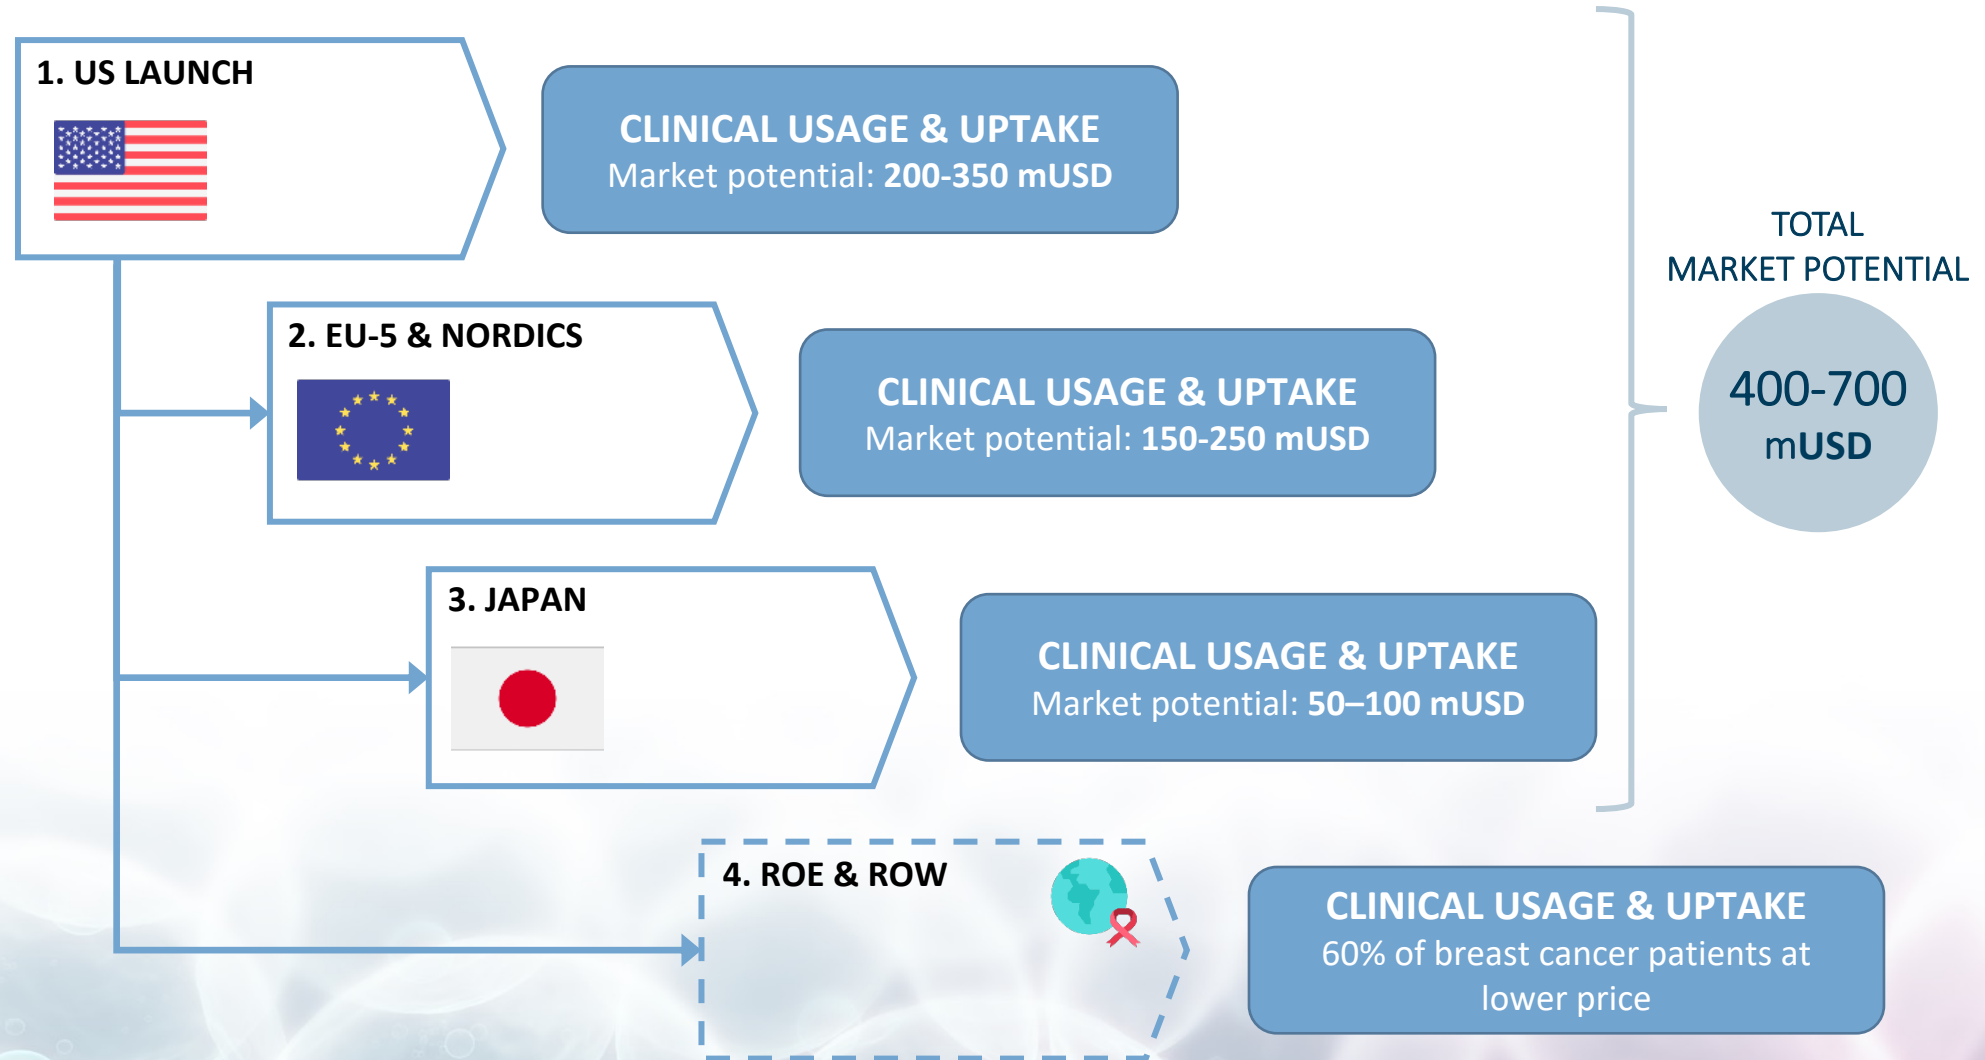 1. US LAUNCH
CLINICAL USAGE & UPTAKE
Market potential: 200-350 mUSD
2. EU-5 & NORDICS
CLINICAL USAGE & UPTAKE
Market potential: 150-250 mUSD
3. JAPAN
CLINICAL USAGE & UPTAKE
Market potential: 50–100 mUSD
4. ROE & ROW
CLINICAL USAGE & UPTAKE
60% of breast cancer patients at
lower price
TOTAL
MARKET POTENTIAL
400-700
mUSD